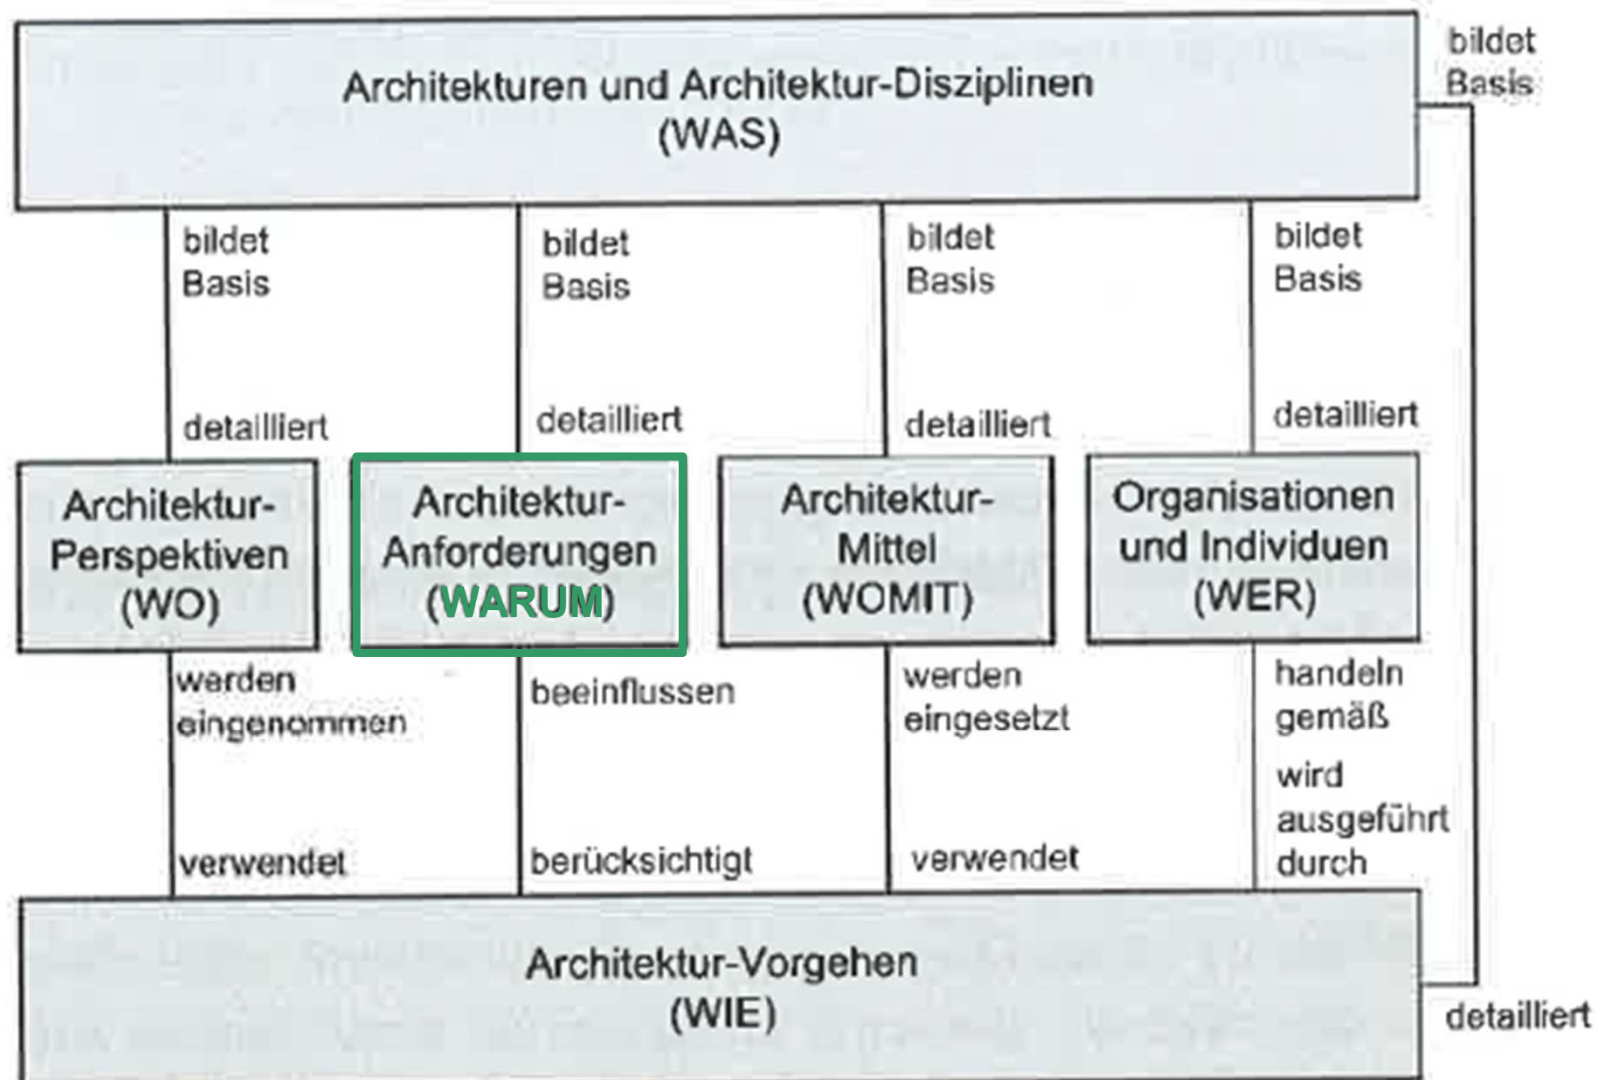 bildet
Basis
Architekturen und Architektur-Disziplinen
(WAS)
bildet
Basis
bildet
Basis
bildet
Basis
bildet
Basis
detailliert
detailliert
detailliert
detailliert
Architektur-
Perspektiven
(WO)
Architektur-
Anforderungen
(WARUM)
Architektur-
Mittel
(WOMIT)
Organisationen
und Individuen
(WER)
werden
eingenommen
beeinflussen
werden
eingesetzt
handeln
gemäß
wird
ausgeführt
durch
verwendet
berücksichtigt
verwendet
Architektur-Vorgehen
(WIE)
detailliert